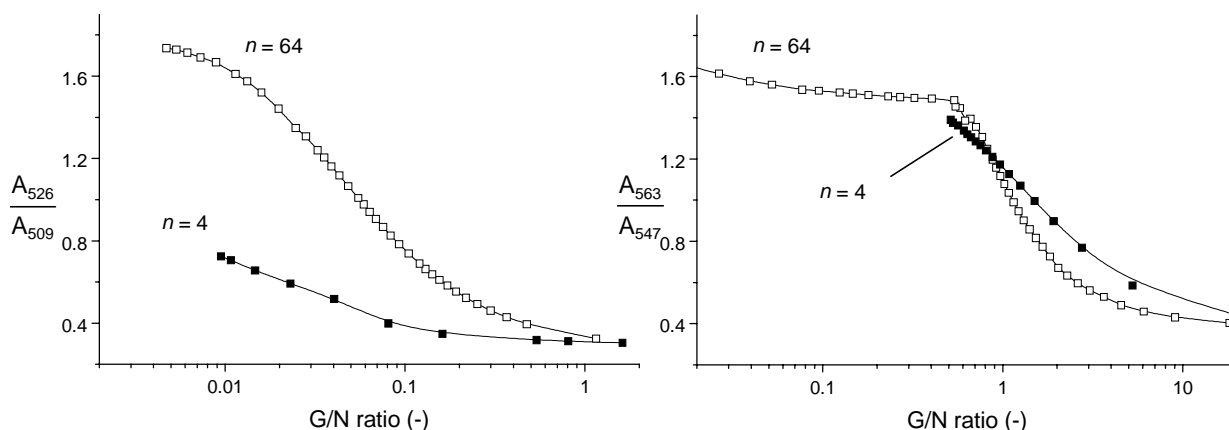 1.6
1.2
0.8
0.4
A526
A509
n = 64
n = 4
0.01
0.1
1
G/N ratio (-)
1.6
1.2
0.8
0.4
A563
A547
n = 64
n = 4
0.1
1
10
G/N ratio (-)